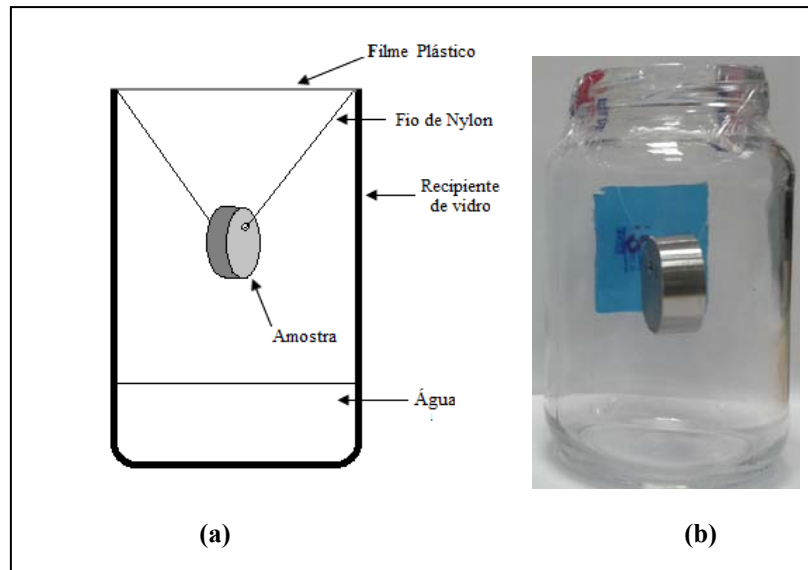 Filme Plástico
Fio de Nylon
Recipiente
de vidro
Amostra
Água
(a)
(b)